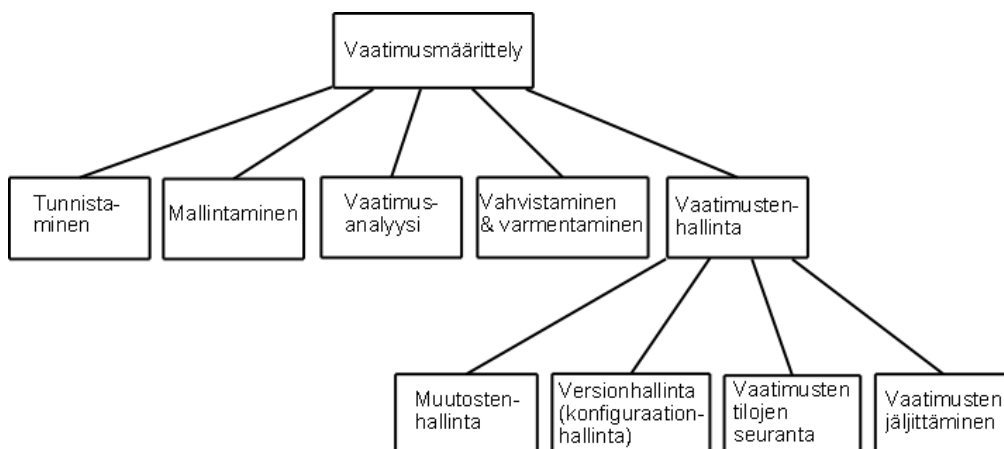 Vaatimusmäärittely
Tunnista-
minen
Mallintaminen
Vaatimus-
analyysi
Vahvistaminen
& varmentaminen
Vaatimusten-
hallinta
Muutosten-
hallinta
Versionhallinta
(konfiguraation-
hallinta)
Vaatimusten
tilojen
seuranta
Vaatimusten
jäljittäminen